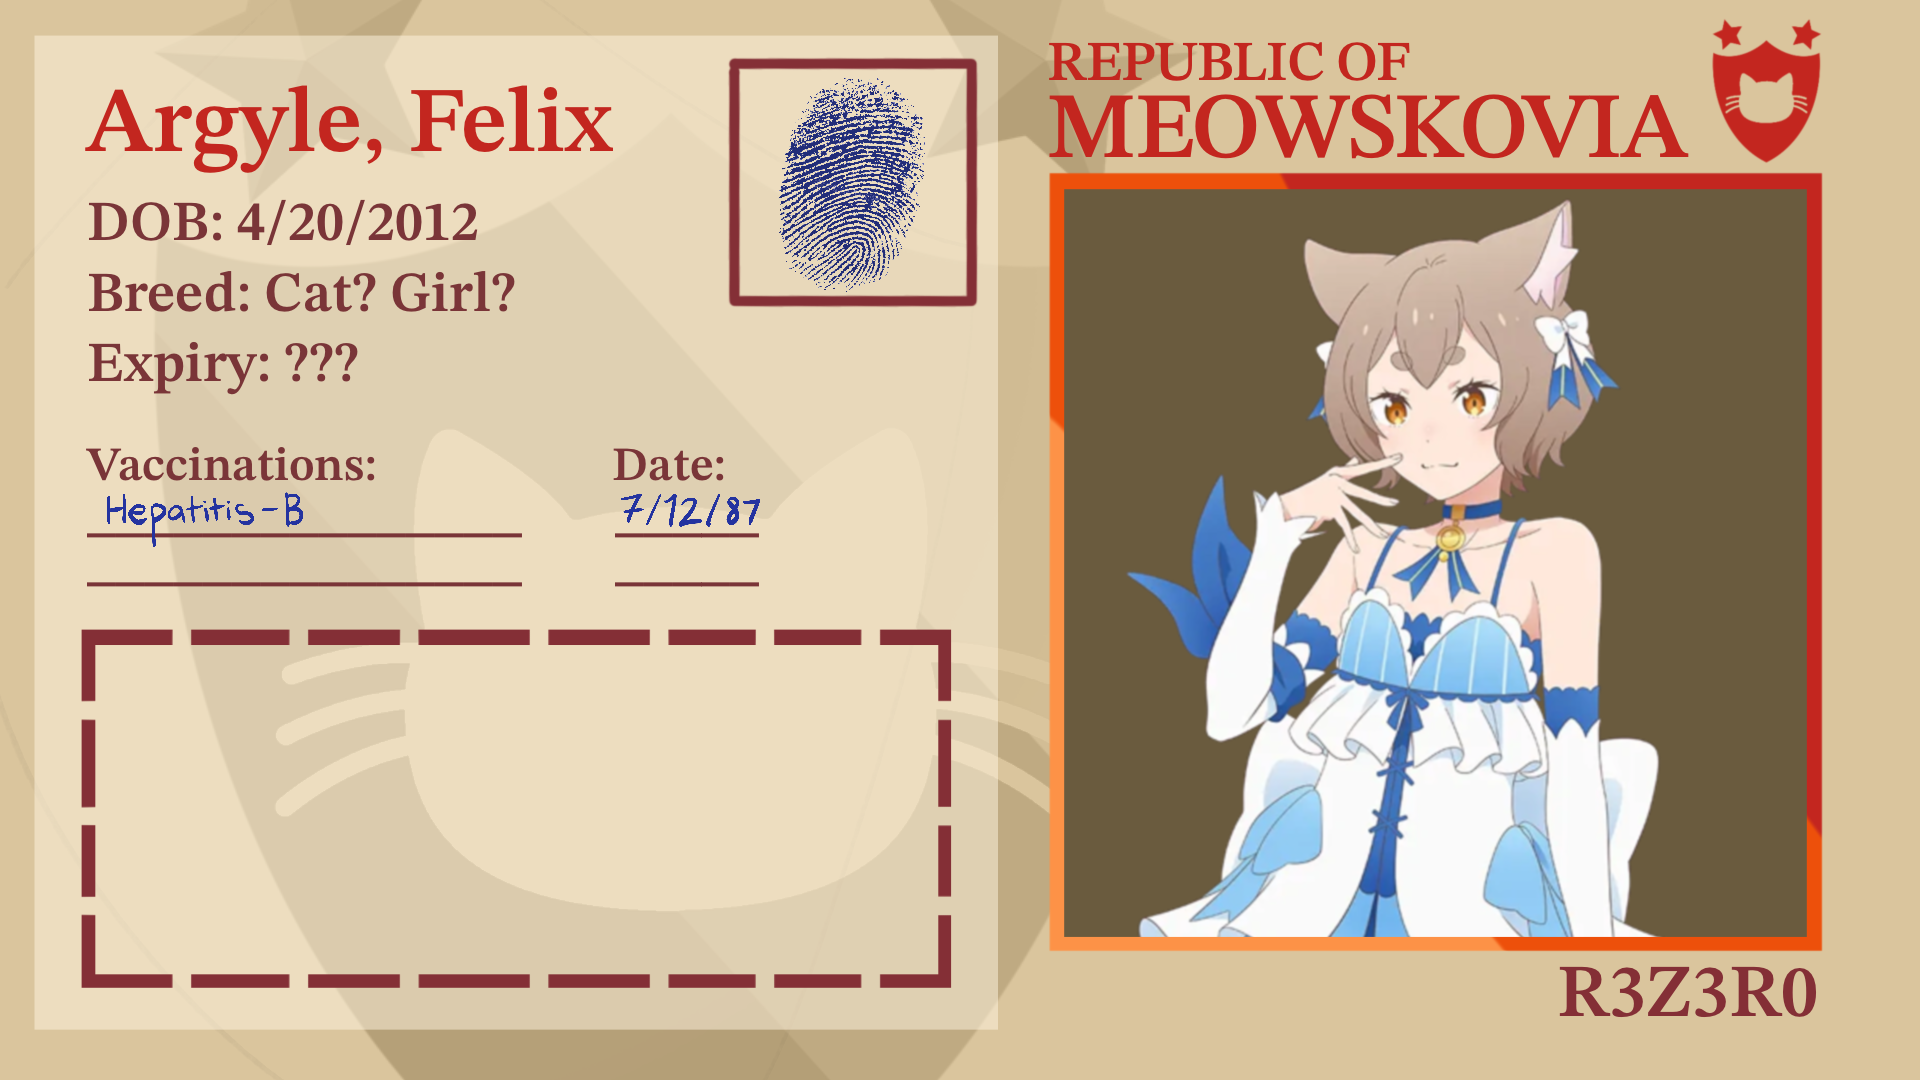 Argyle, Felix
DOB: 4/20/2012
Breed: Cat? Girl?
Expiry: ???
Vaccinations: Date:
Hepatitis-B 7/12/87
REPUBLIC OF
MEOWSKOVIA
R3Z3R0